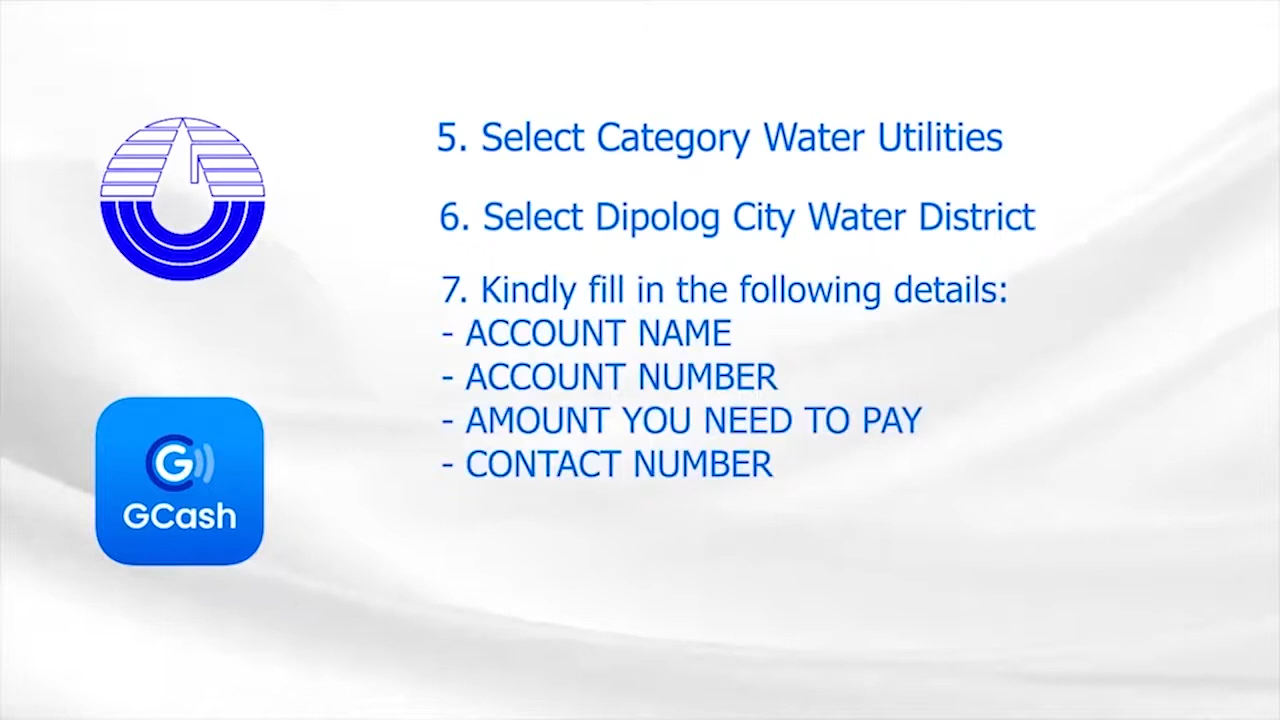 5. Select Category Water Utilities
6. Select Dipolog City Water District
7. Kindly fill in the following details:
- ACCOUNT NAME
- ACCOUNT NUMBER
- AMOUNT YOU NEED TO PAY
- CONTACT NUMBER
G
GCash